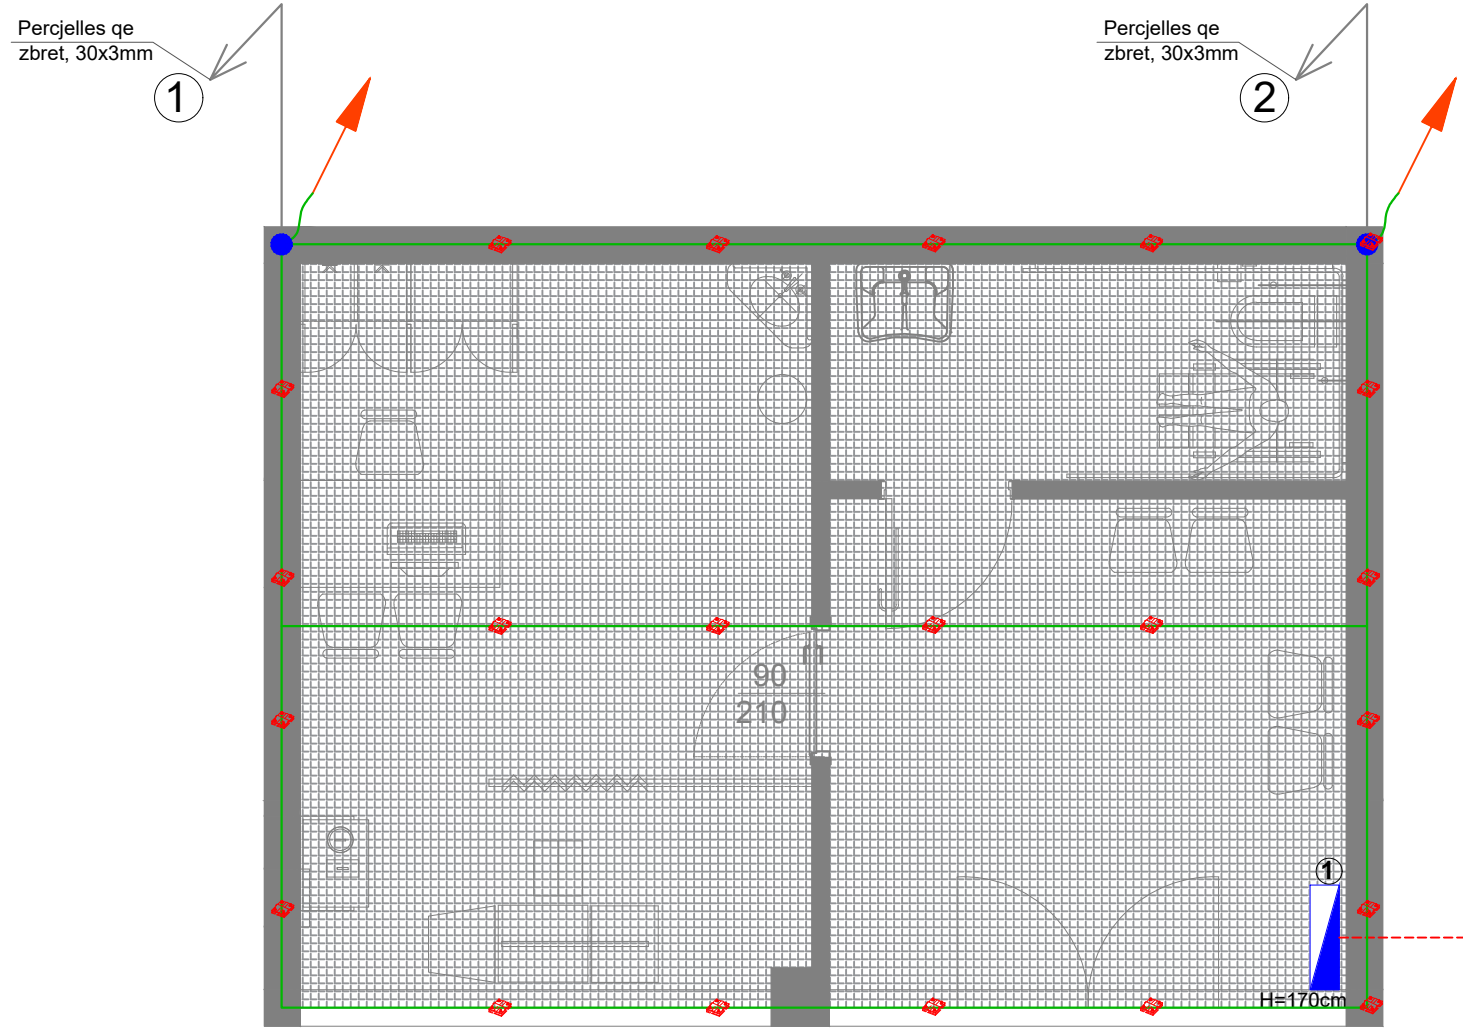 Percjelles qe
zbret, 30x3mm
1
Percjelles qe
zbret, 30x3mm
2
90
210
1
H=170cm